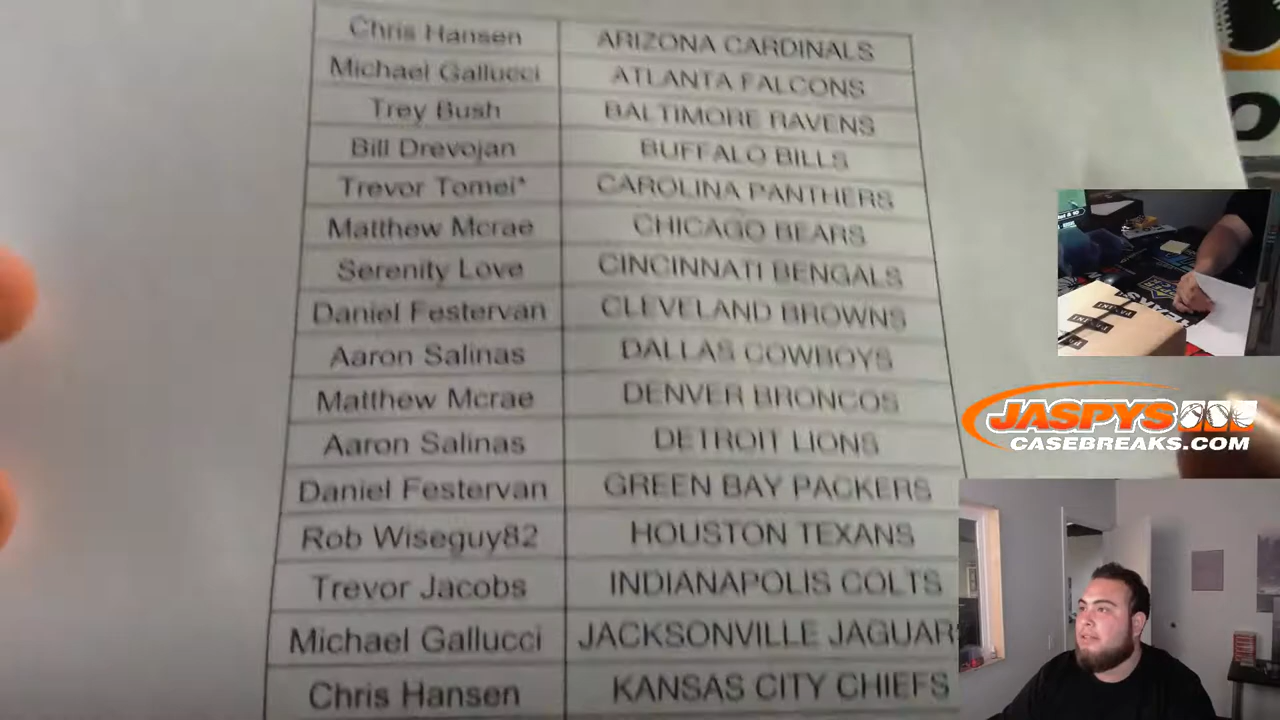 Chris Hansen ARIZONA CARDINALS
Michael Gallucci ATLANTA FALCONS
Trey Bush BALTIMORE RAVENS
Bill Drevojan BUFFALO BILLS
Trevor Tomei* CAROLINA PANTHERS
Matthew Mcrae CHICAGO BEARS
Serenity Love CINCINNATI BENGALS
Daniel Festervan CLEVELAND BROWNS
Aaron Salinas DALLAS COWBOYS
Matthew Mcrae DENVER BRONCOS
Aaron Salinas DETROIT LIONS
Daniel Festervan GREEN BAY PACKERS
Rob Wiseguy82 HOUSTON TEXANS
Trevor Jacobs INDIANAPOLIS COLTS
Michael Gallucci JACKSONVILLE JAGUAR
Chris Hansen KANSAS CITY CHIEFS
JASPYS
CASEBREAKS.COM